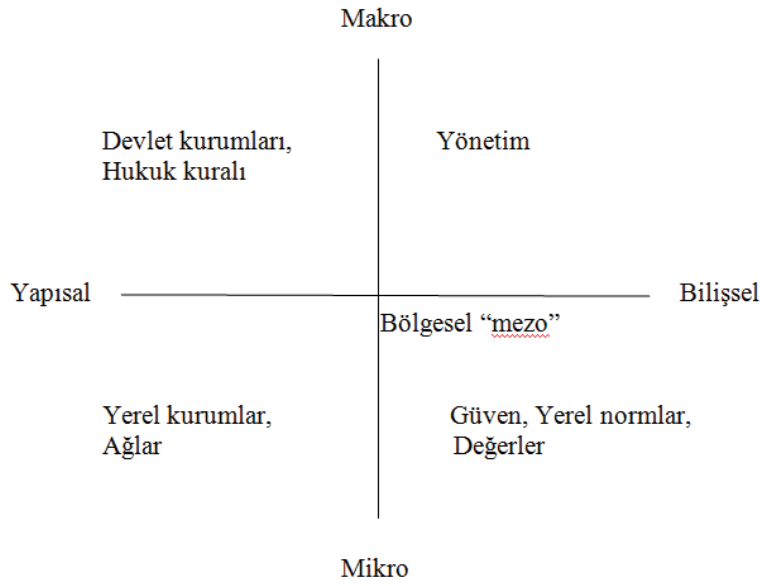 Makro
Devlet kurumları,
Hukuk kuralı
Yönetim
Yapısal
Bilişsel
Bölgesel “mezo”
Yerel kurumlar,
Ağlar
Güven, Yerel normlar,
Değerler
Mikro